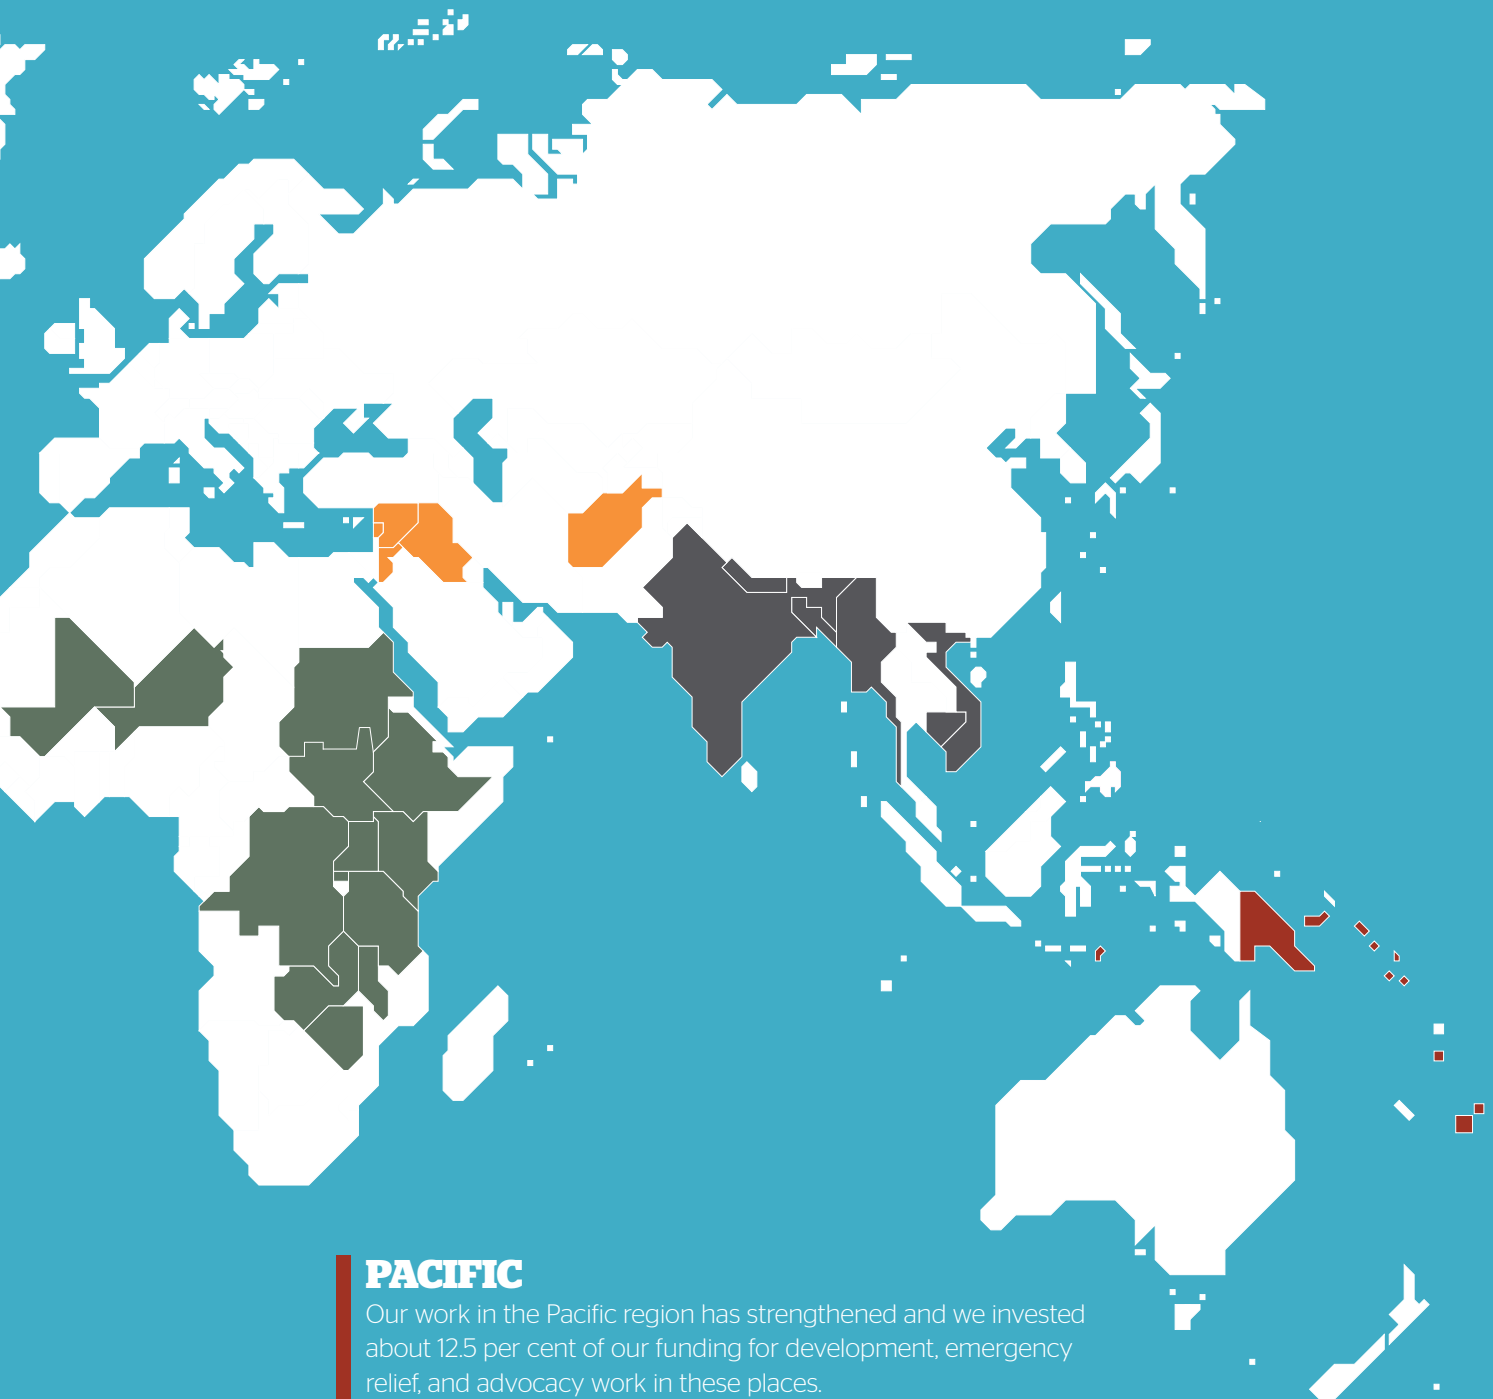 PACIFIC
Our work in the Pacific region has strengthened and we invested
about 12.5 per cent of our funding for development, emergency
relief, and advocacy work in these places.